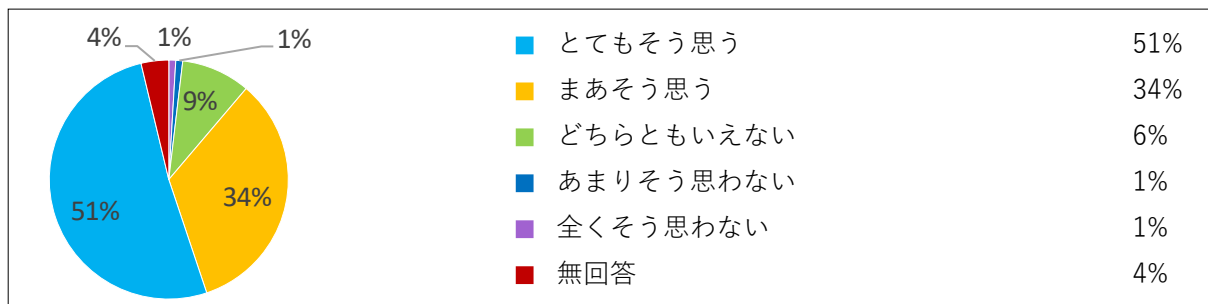 4% 1% 1%
9%
34%
51%
とてもそう思う 51%
まあそう思う 34%
どちらともいえない 6%
あまりそう思わない 1%
全くそう思わない 1%
無回答 4%